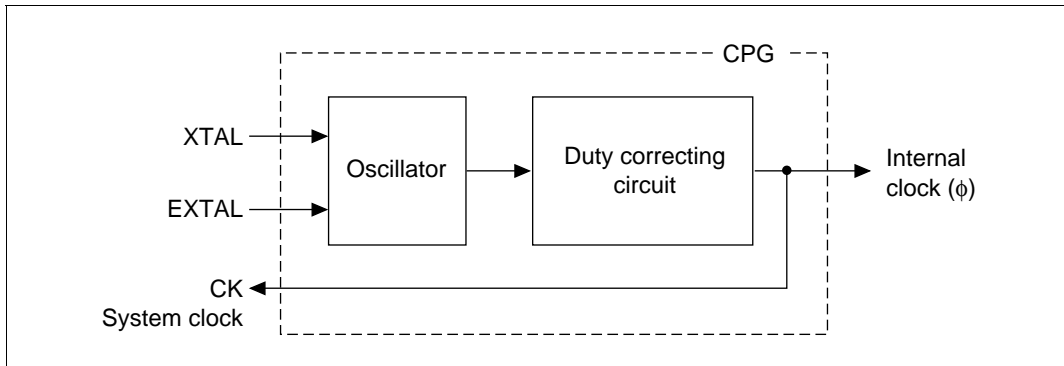 CPG
XTAL
EXTAL
Oscillator
Duty correcting
circuit
Internal
clock (ϕ)
CK
System clock